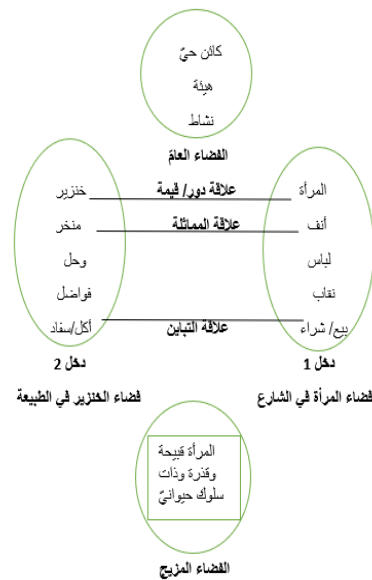 كائن حيّ
هيئة
نشاط
الفضاء العامّ
المرأة علاقة دور/ قيمة خنزير
أنف علاقة المماثلة منخر
لباس وحل
نقاب فواضل
بيع/ شراء علاقة التباين أكل/سفاد
دخل 1 دخل 2
فضاء المرأة في الشارع فضاء الخنزير في الطبيعة
المرأة قبيحة
وقذرة وذات
سلوك حيوانيّ
الفضاء المزيج